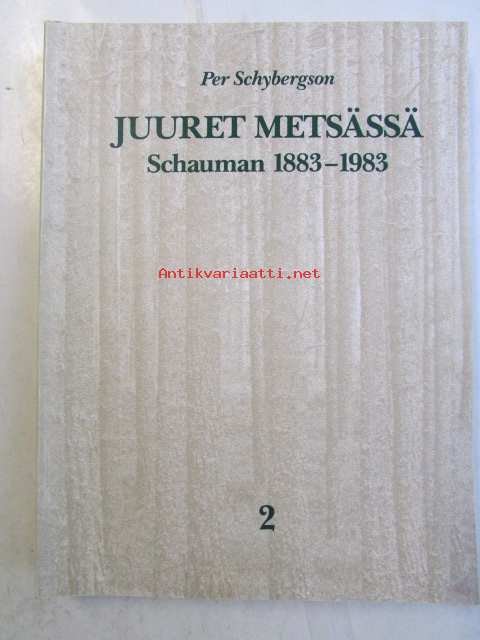 Per Schybergson
JUURET METSÄSSÄ
Schauman 1883–1983
Antikvariaatti.net
2